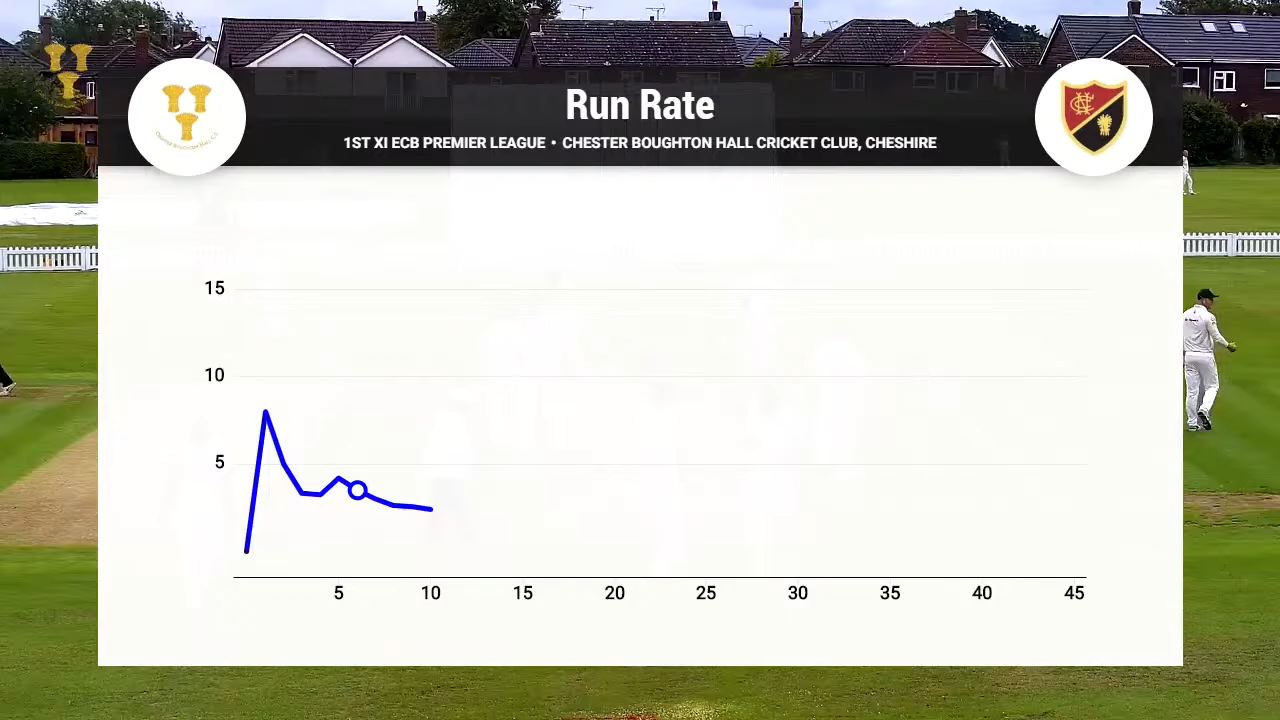 Run Rate
1ST XI ECB PREMIER LEAGUE • CHESTER BOUGHTON HALL CRICKET CLUB, CHESHIRE
15
10
5
5 10 15 20 25 30 35 40 45